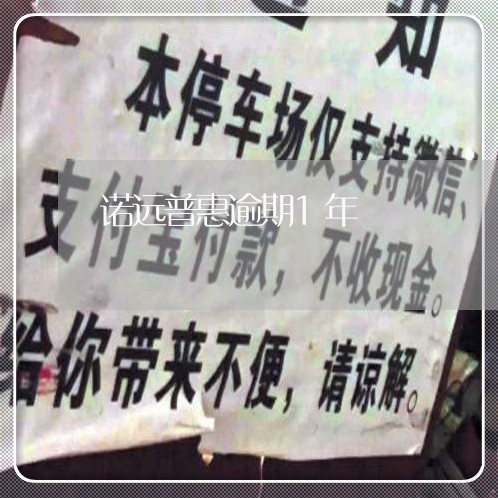 通知
本停车场仅支持微信、
支付宝付款，不收现金。
给你带来不便，请谅解。
诺远普惠逾期1年